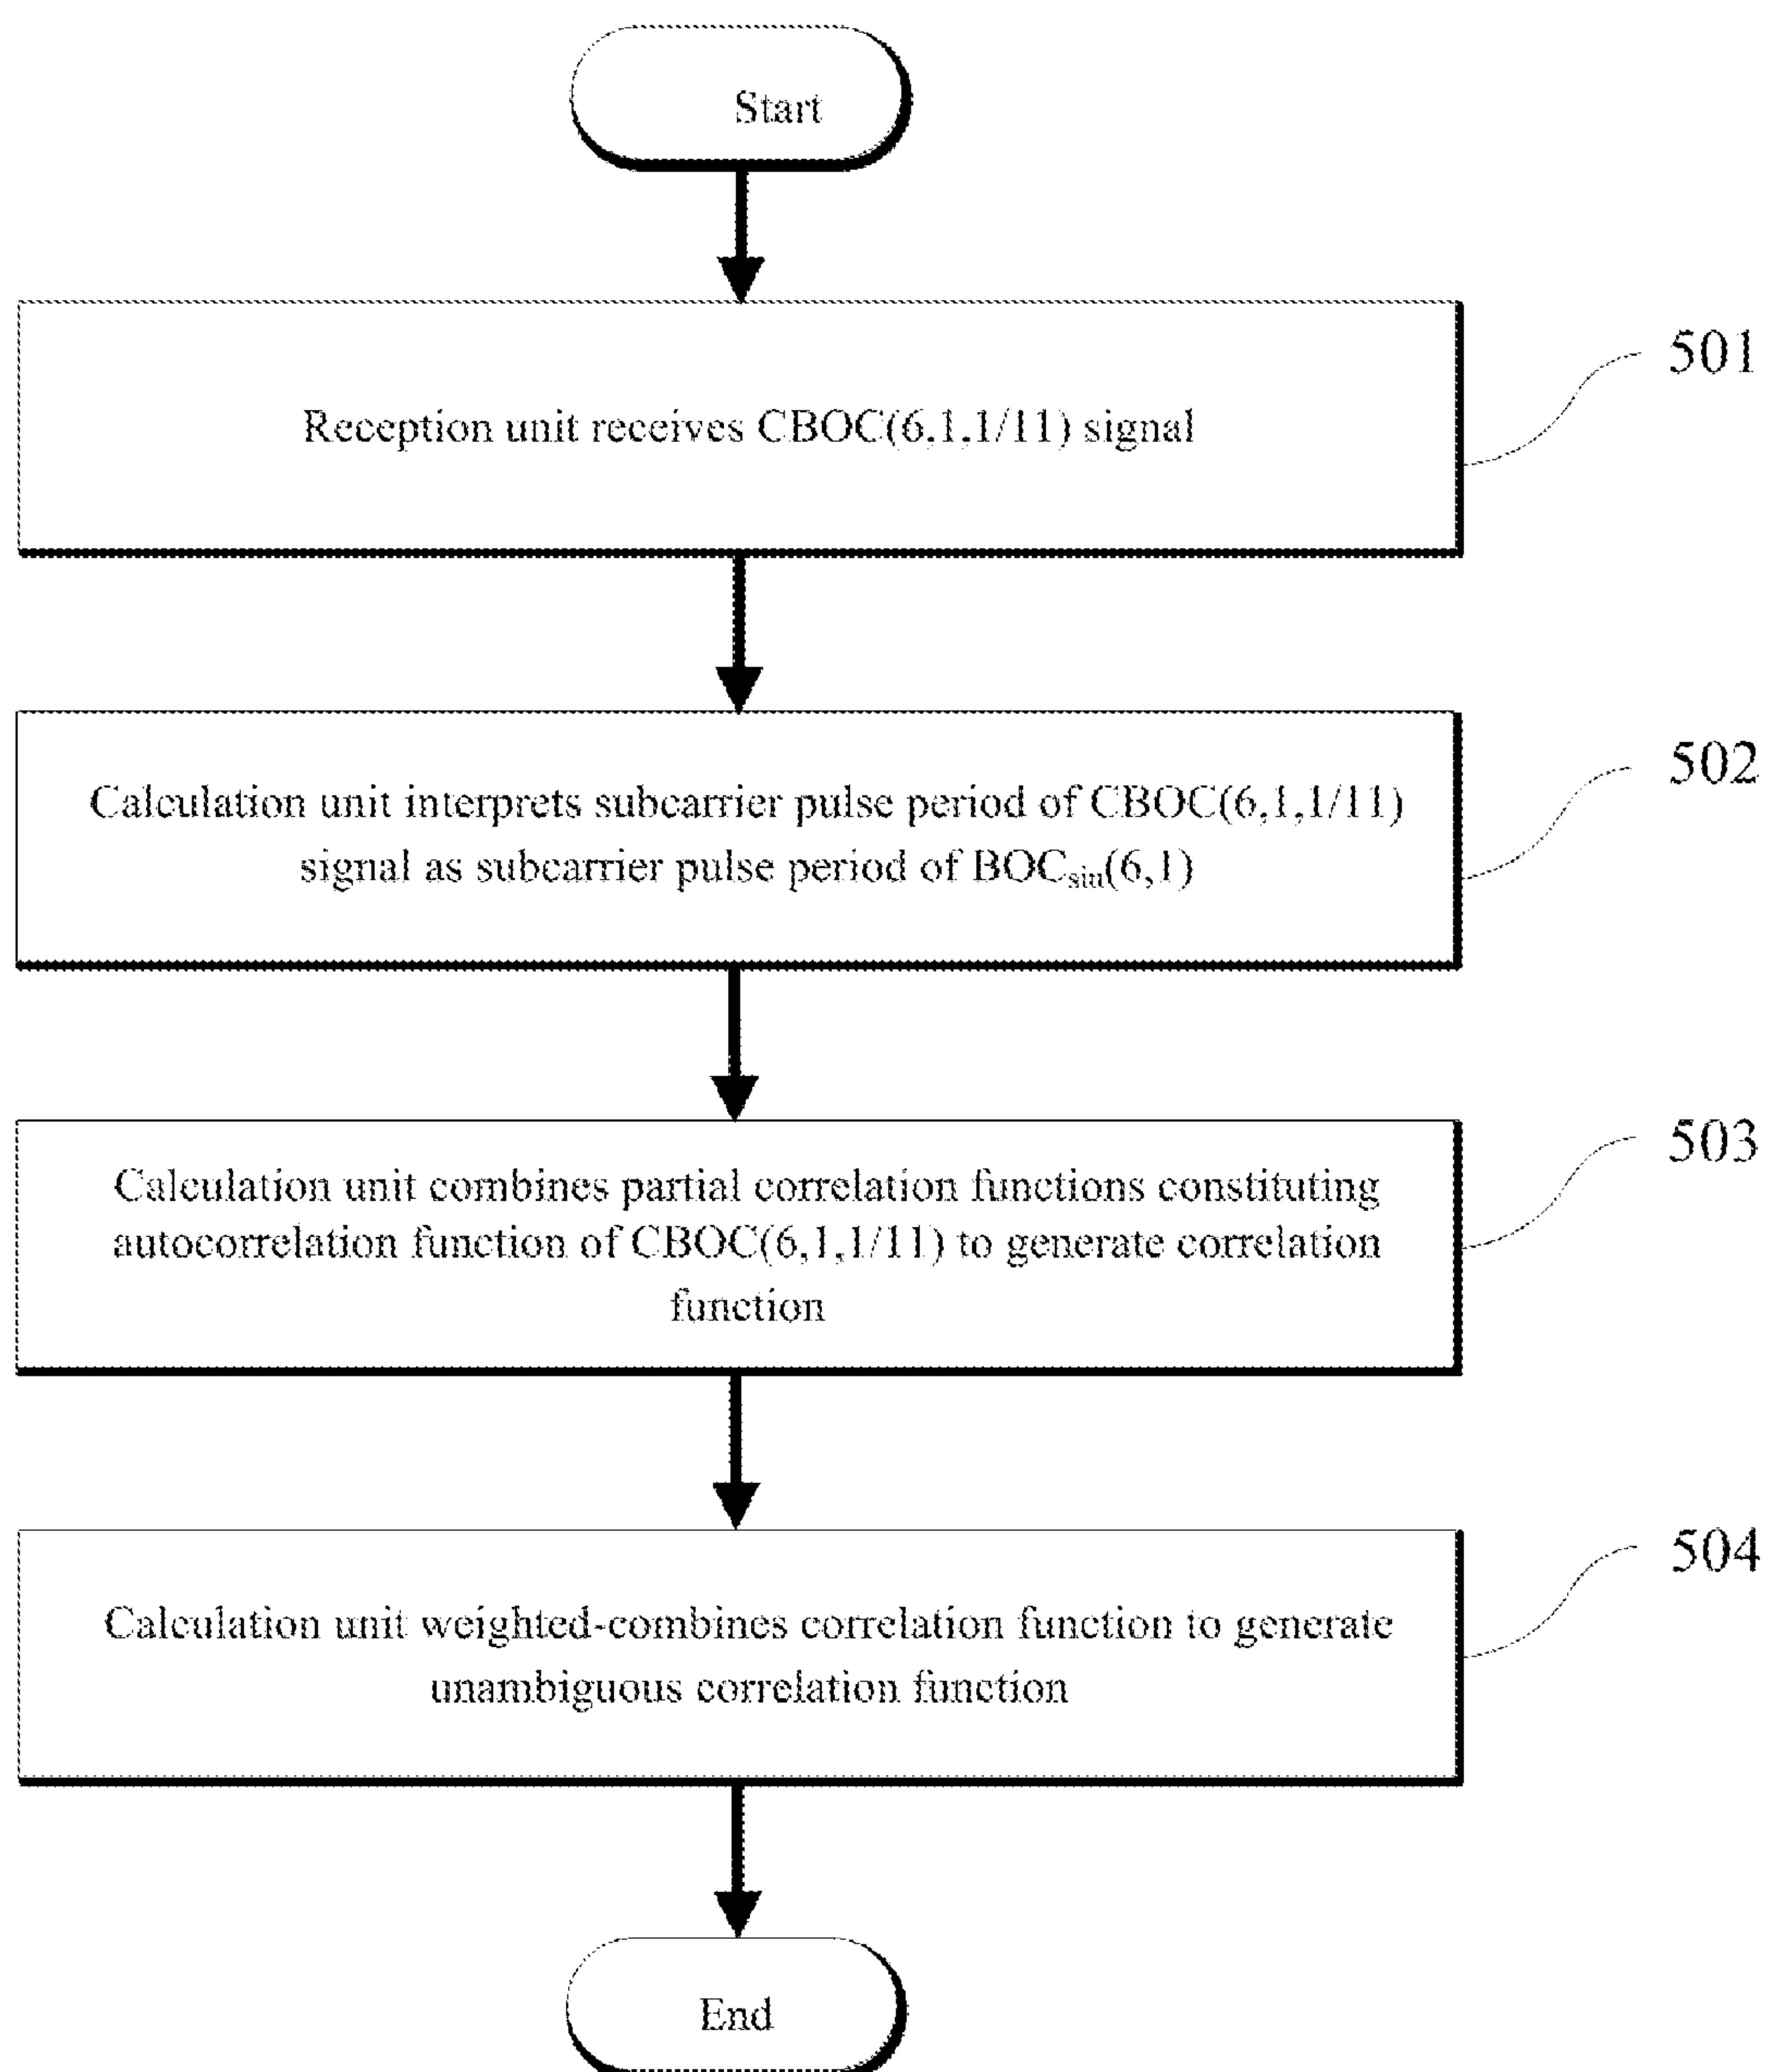 Start
Reception unit receives CBOC(6,1,1/11) signal
501
Calculation unit interprets subcarrier pulse period of CBOC(6,1,1/11)
signal as subcarrier pulse period of BOCsin(6,1)
502
Calculation unit combines partial correlation functions constituting
autocorrelation function of CBOC(6,1,1/11) to generate correlation
function
503
Calculation unit weighted-combines correlation function to generate
unambiguous correlation function
504
End